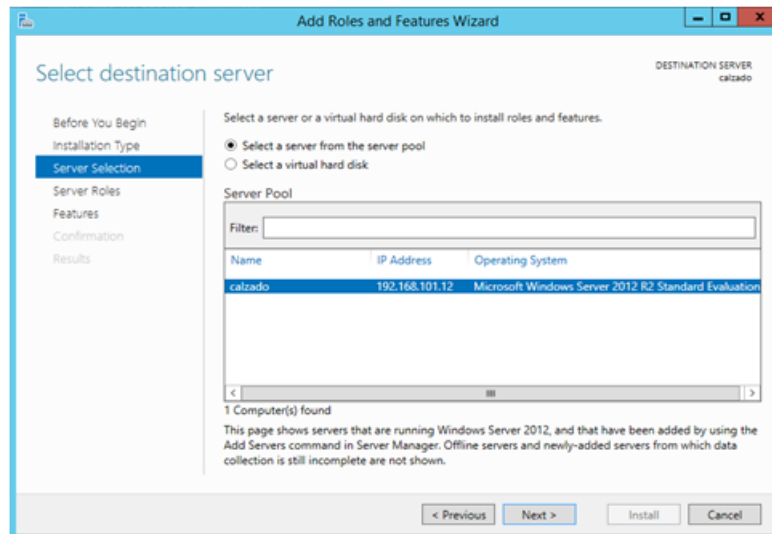 Add Roles and Features Wizard
Select destination server
DESTINATION SERVER
calzado
Before You Begin
Installation Type
Server Selection
Server Roles
Features
Confirmation
Results
Select a server or a virtual hard disk on which to install roles and features.
Select a server from the server pool
Select a virtual hard disk
Server Pool
Filter:
Name IP Address Operating System
calzado 192.168.101.12 Microsoft Windows Server 2012 R2 Standard Evaluation
1 Computer(s) found
This page shows servers that are running Windows Server 2012, and that have been added by using the
Add Servers command in Server Manager. Offline servers and newly-added servers from which data
collection is still incomplete are not shown.
< Previous Next > Install Cancel